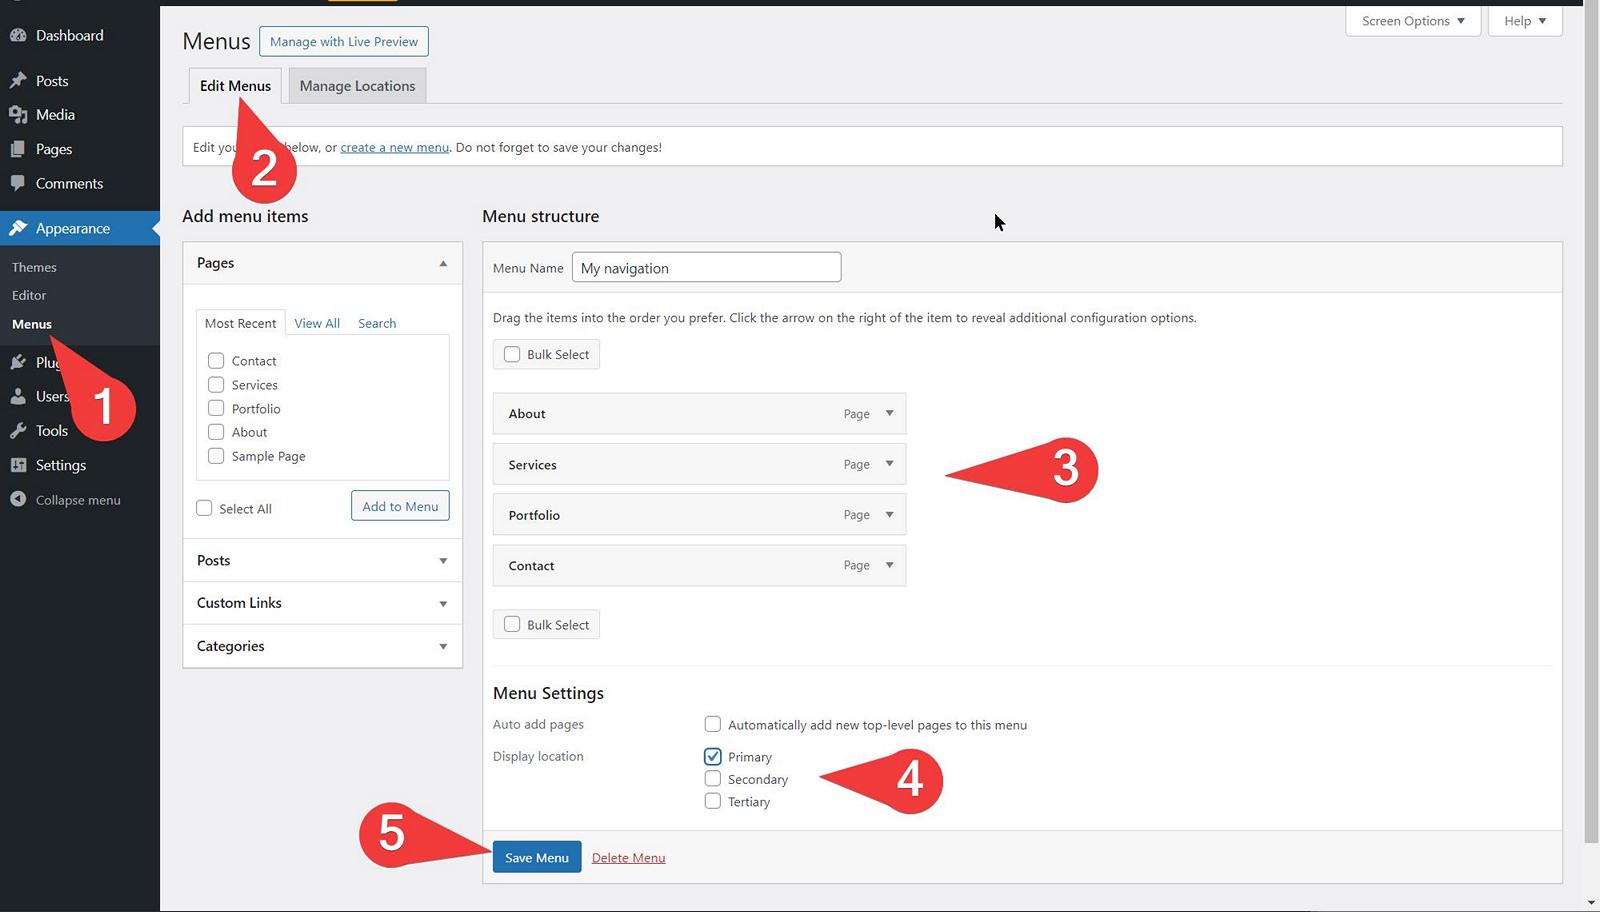 Dashboard
Posts
Media
Pages
Comments
Appearance
Themes
Editor
Menus
Users
Tools
Settings
Collapse menu
1
Screen Options
Help
Menus
Manage with Live Preview
Edit Menus
Manage Locations
2
Edit below, or create a new menu. Do not forget to save your changes!
Add menu items
Pages
Most Recent
View All
Search
Contact
Services
Portfolio
About
Sample Page
Select All
Add to Menu
Posts
Custom Links
Categories
Menu structure
Menu Name
My navigation
Drag the items into the order you prefer. Click the arrow on the right of the item to reveal additional configuration options.
Bulk Select
About Page
Services Page
Portfolio Page
Contact Page
3
Bulk Select
Menu Settings
Auto add pages
Automatically add new top-level pages to this menu
Display location
Primary
Secondary
Tertiary
4
5
Save Menu
Delete Menu